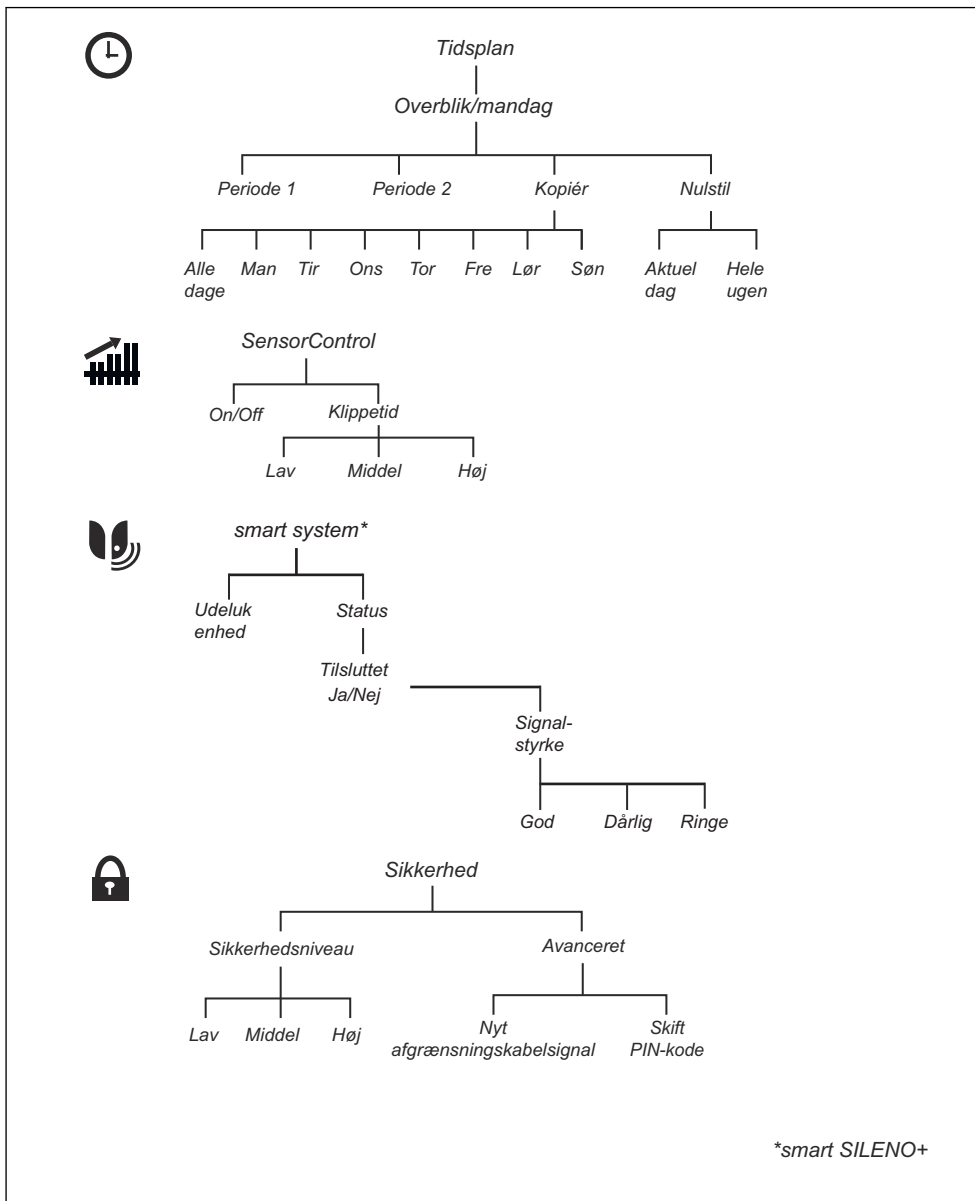 Tidsplan
Overblik/mandag
Periode 1 Periode 2 Kopiér Nulstil
Alle dage Man Tir Ons Tor Fre Lør Søn Aktuel dag Hele ugen
SensorControl
On/Off Klippetid
Lav Middel Høj
smart system*
Udeluk enhed Status
Tilsluttet
Ja/Nej
Signal-
styrke
God Dårlig Ringe
Sikkerhed
Sikkerhedsniveau Avanceret
Lav Middel Høj
Nyt
afgrænsningskabelsignal
Skift
PIN-kode
*smart SILENO+